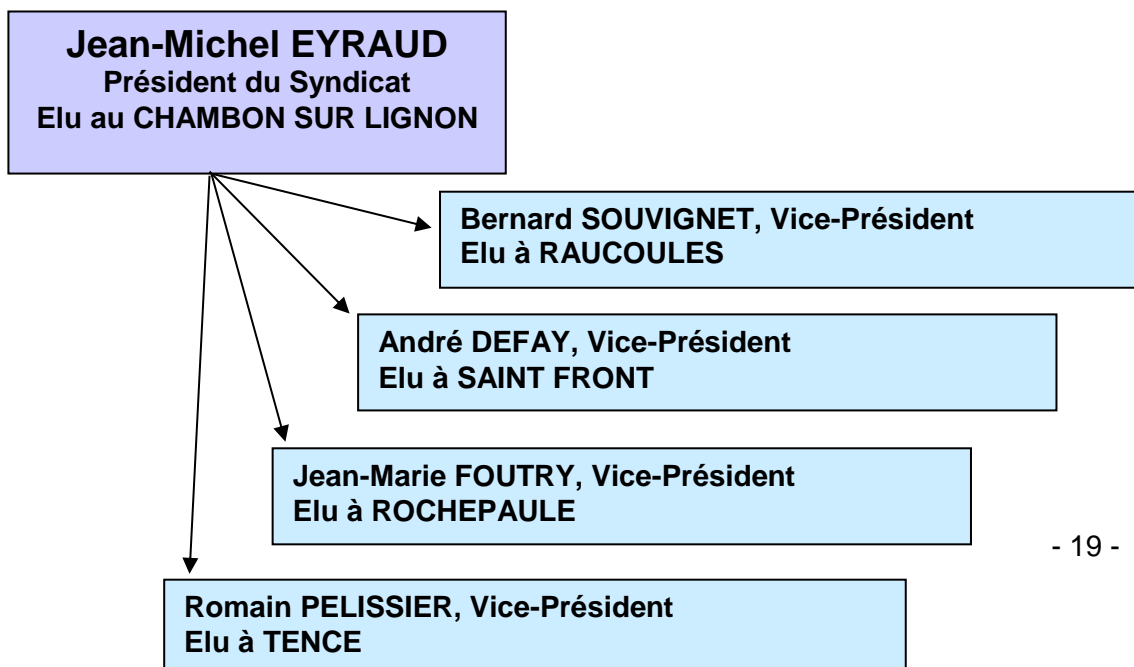 Jean-Michel EYRAUD
Président du Syndicat
Elu au CHAMBON SUR LIGNON
Bernard SOUVIGNET, Vice-Président
Elu à RAUCOULES
André DEFAY, Vice-Président
Elu à SAINT FRONT
Jean-Marie FOUTRY, Vice-Président
Elu à ROCHEPAULE
- 19 -
Romain PELISSIER, Vice-Président
Elu à TENCE